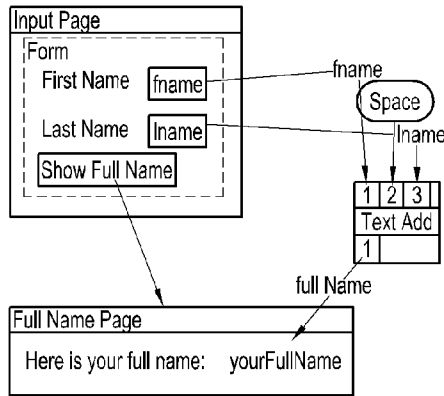 Input Page
Form
First Name fname
fname
Space
Last Name lname
lname
Show Full Name
1 2 3
Text Add
1
full Name
Full Name Page
Here is your full name: yourFullName